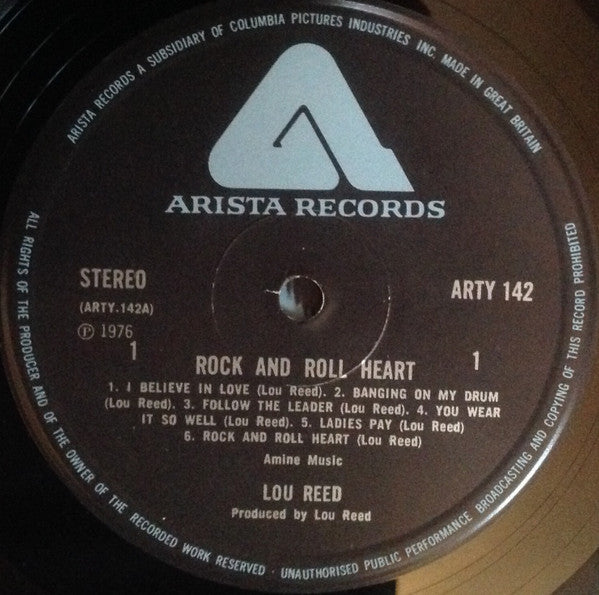 ARISTA RECORDS A SUBSIDIARY OF COLUMBIA PICTURES INDUSTRIES INC. MADE IN GREAT BRITAIN
ARISTA RECORDS
STEREO
ARTY 142
(ARTY.142A)
℗ 1976
1
1
ROCK AND ROLL HEART
1. I BELIEVE IN LOVE (Lou Reed). 2. BANGING ON MY DRUM
(Lou Reed). 3. FOLLOW THE LEADER (Lou Reed). 4. YOU WEAR
IT SO WELL (Lou Reed). 5. LADIES PAY (Lou Reed)
6. ROCK AND ROLL HEART (Lou Reed)
Amine Music
LOU REED
Produced by Lou Reed
ALL RIGHTS OF THE PRODUCER AND OF THE OWNER OF THE RECORDED WORK RESERVED · UNAUTHORISED PUBLIC PERFORMANCE BROADCASTING AND COPYING OF THIS RECORD PROHIBITED